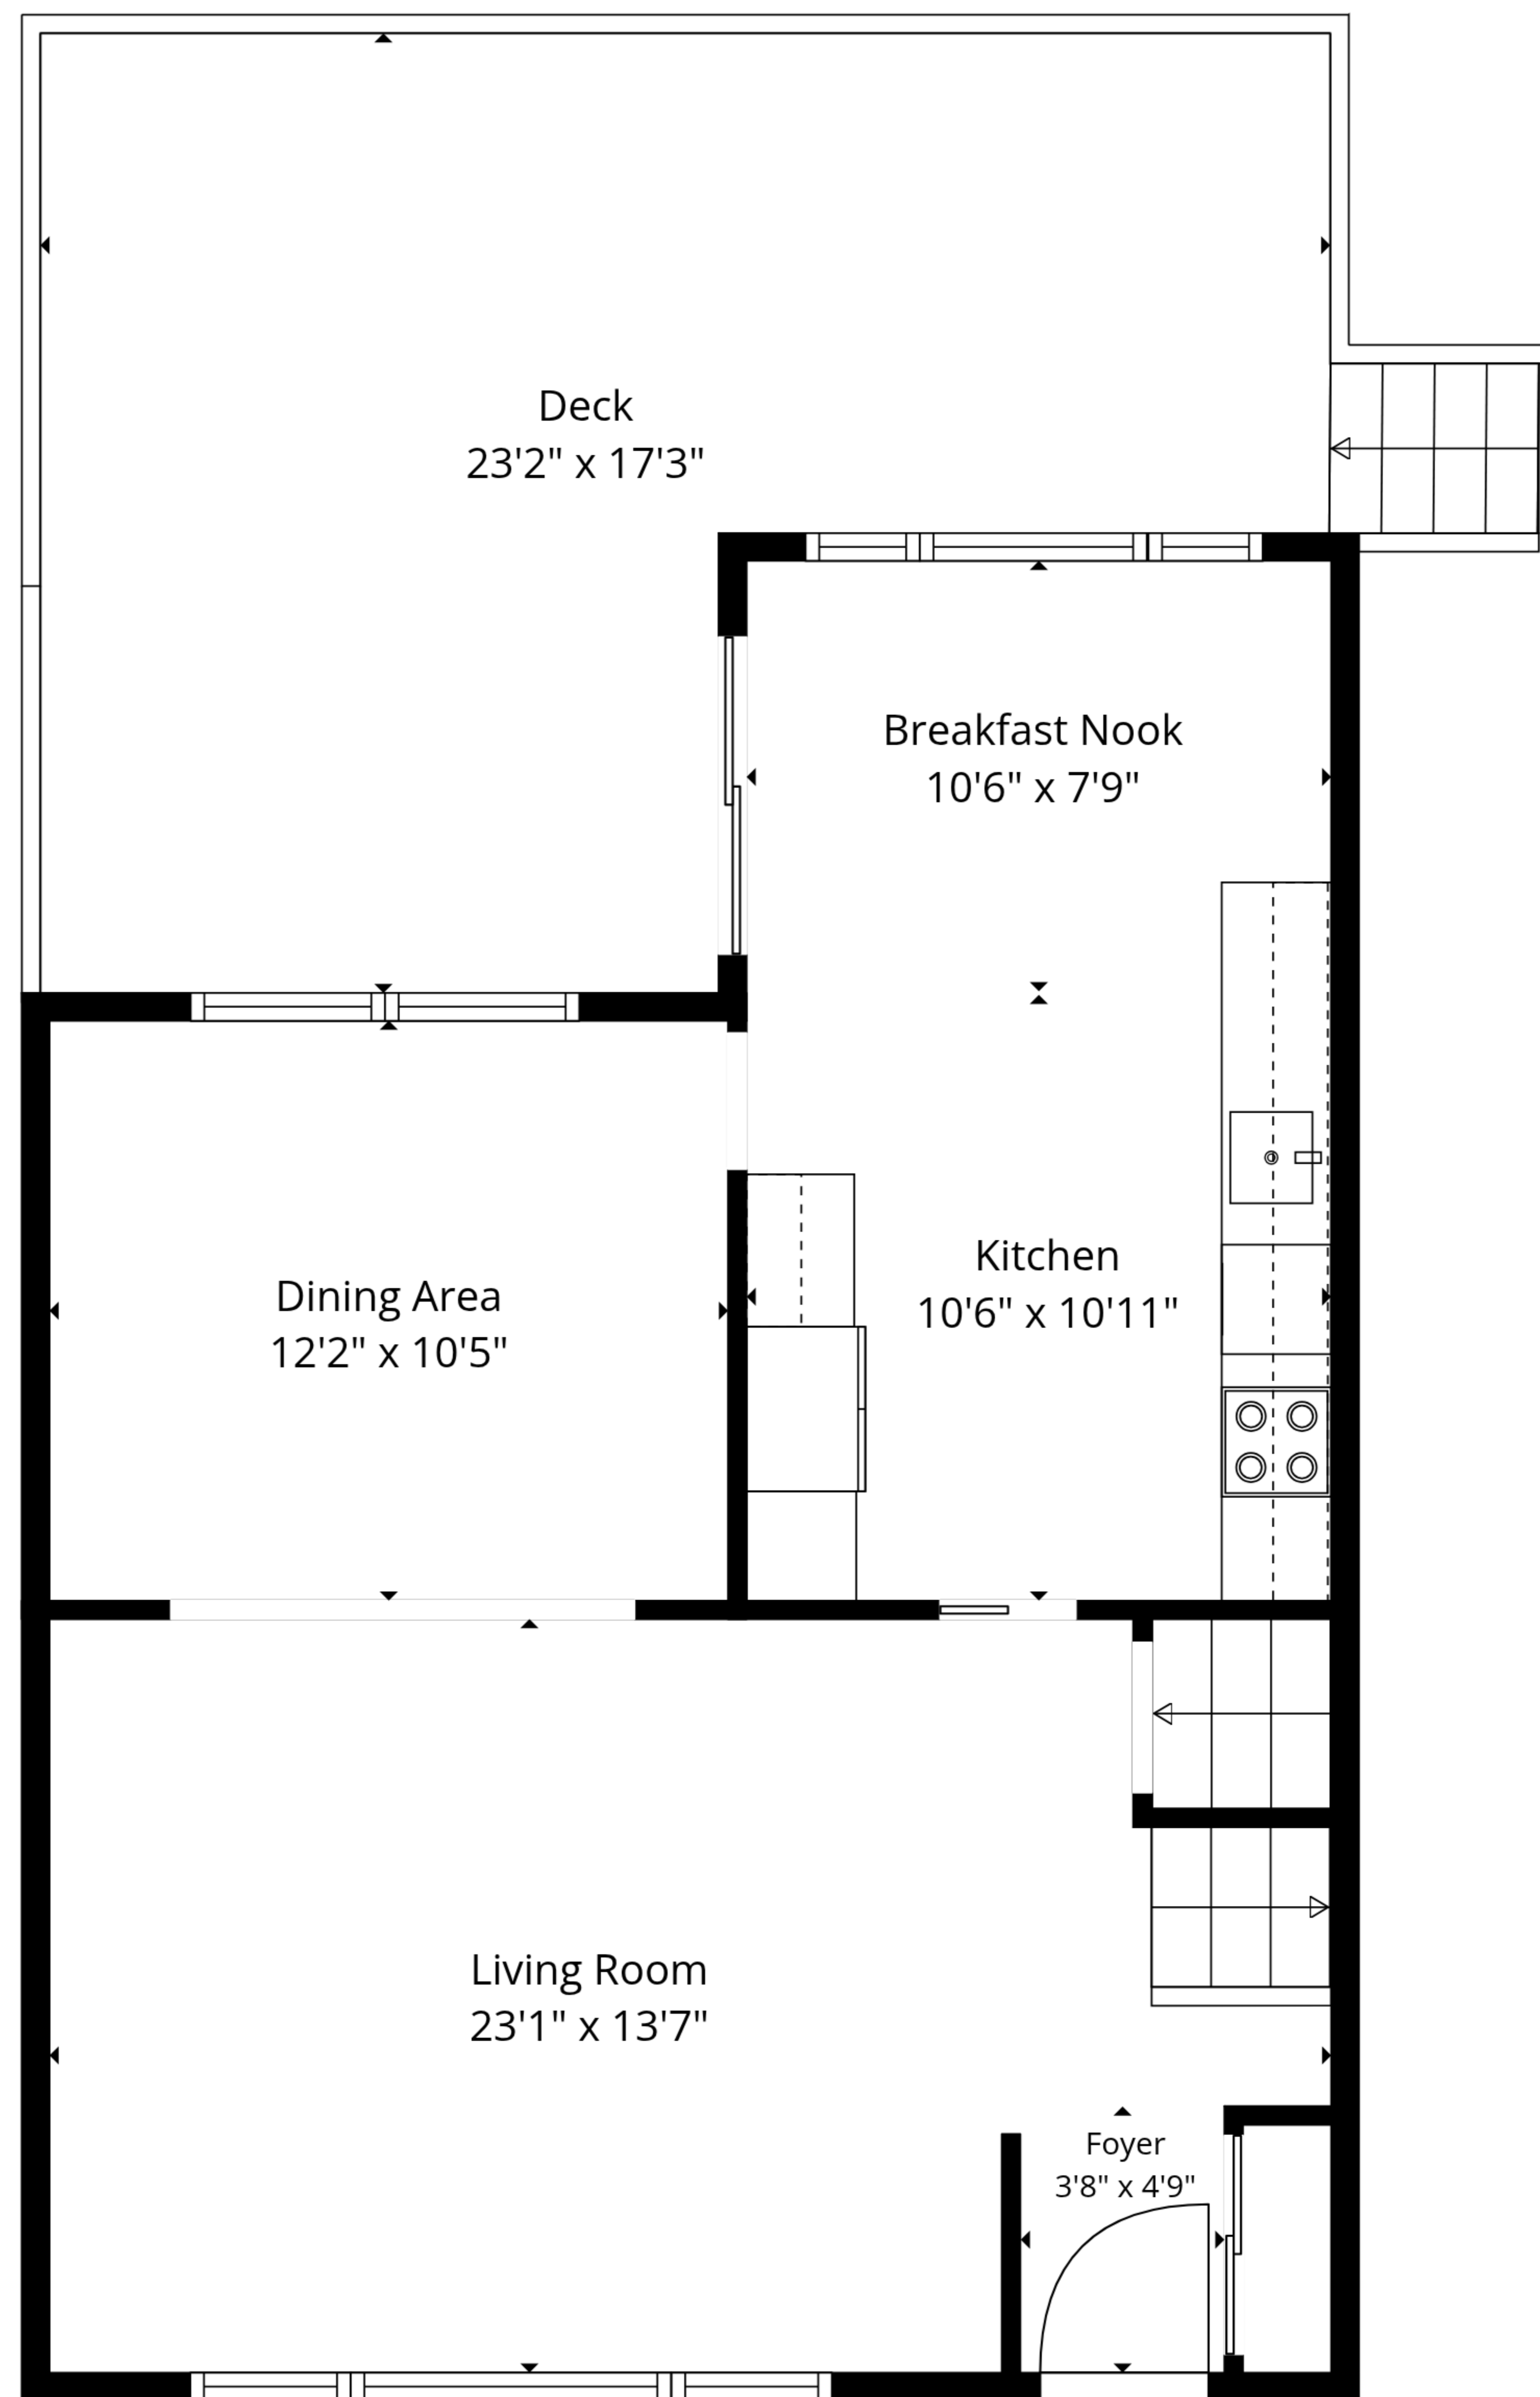 Deck
23'2" x 17'3"
Breakfast Nook
10'6" x 7'9"
Kitchen
10'6" x 10'11"
Dining Area
12'2" x 10'5"
Living Room
23'1" x 13'7"
Foyer
3'8" x 4'9"